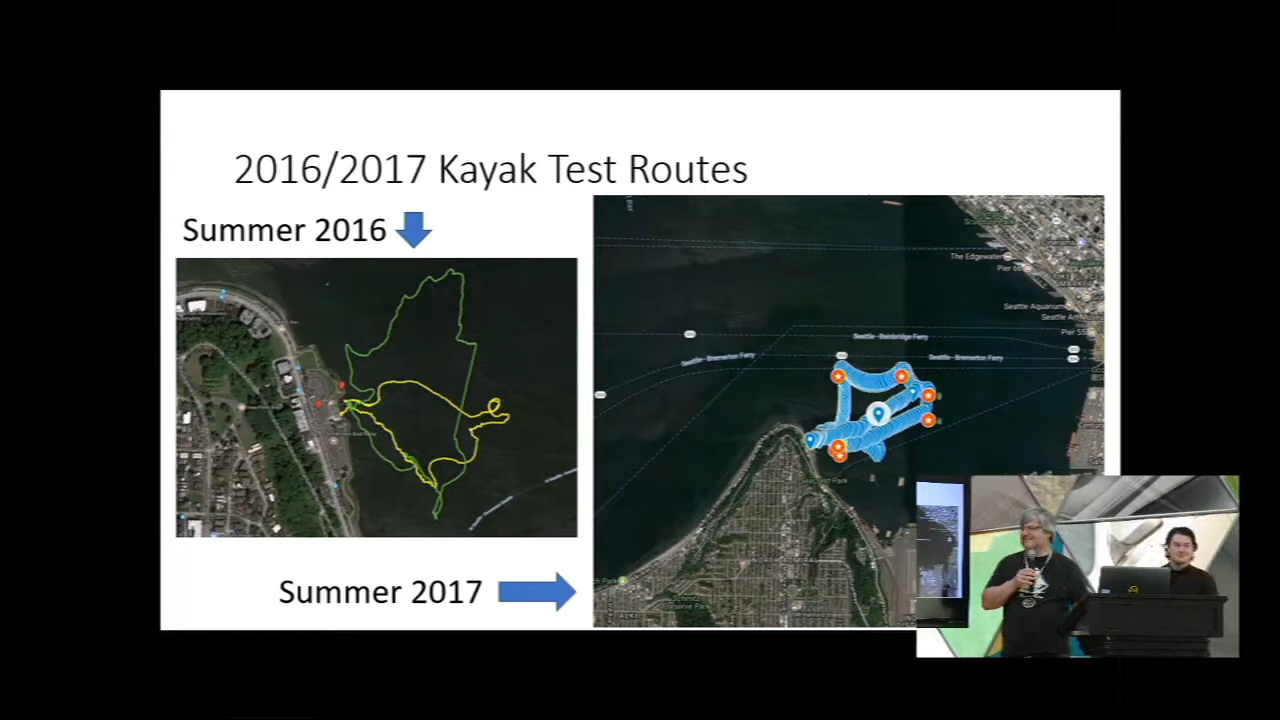 2016/2017 Kayak Test Routes
Summer 2016
The Edgewater
Pier 66
Seattle Aquarium
Pier 55
Seattle - Bainbridge Ferry
Seattle - Bremerton Ferry
Seattle - Bremerton Ferry
Summer 2017